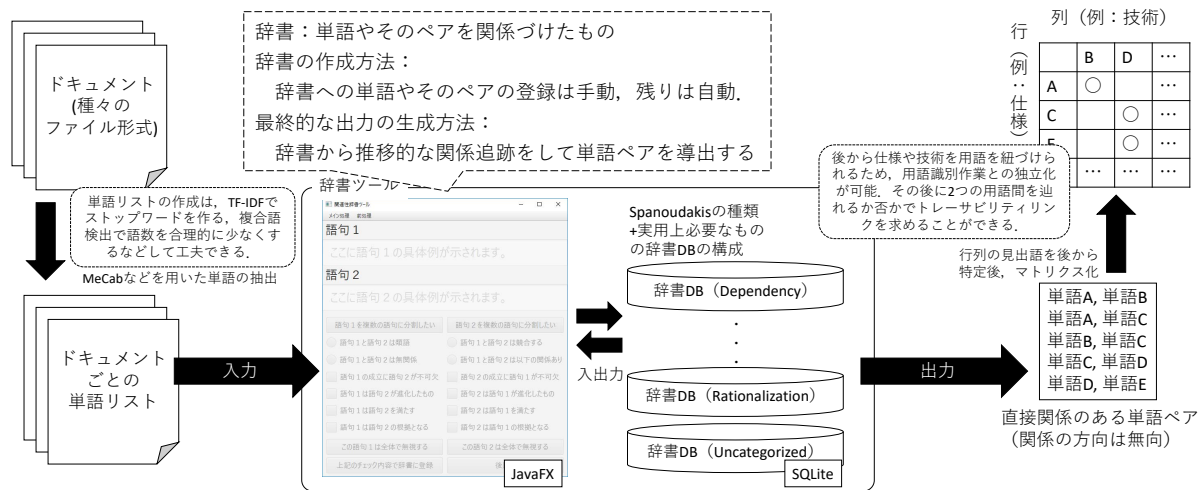 ドキュメント
(種々の
ファイル形式)
辞書：単語やそのペアを関係づけたもの
辞書の作成方法：
辞書への単語やそのペアの登録は手動，残りは自動．
最終的な出力の生成方法：
辞書から推移的な関係追跡をして単語ペアを導出する
列（例：技術）
行（例：仕様）
B D …
A ○ …
C ○ …
○ …
… … …
後から仕様や技術を用語を紐づけら
れるため，用語識別作業との独立化
が可能．その後に2つの用語間を辿
れるか否かでトレーサビリティリン
クを求めることができる．
単語リストの作成は，TF-IDFで
ストップワードを作る，複合語
検出で語数を合理的に少なくす
るなどして工夫できる．
MeCabなどを用いた単語の抽出
ドキュメント
ごとの
単語リスト
入力
辞書ツール
関連性辞書ツール
メイン処理 前処理
語句 1
ここに語句 1 の具体例が示されます。
語句 2
ここに語句 2 の具体例が示されます。
語句 1 を複数の語句に分割したい 語句 2 を複数の語句に分割したい
語句 1 と語句 2 は類語 語句 1 と語句 2 は競合する
語句 1 と語句 2 は無関係 語句 1 と語句 2 は以下の関係あり
語句 1 の成立に語句 2 が不可欠 語句 2 の成立に語句 1 が不可欠
語句 1 は語句 2 が進化したもの 語句 2 は語句 1 が進化したもの
語句 1 は語句 2 を満たす 語句 2 は語句 1 を満たす
語句 1 は語句 2 の根拠となる 語句 2 は語句 1 の根拠となる
この語句 1 は全体で無視する この語句 2 は全体で無視する
上記のチェック内容で辞書に登録 後
JavaFX
入出力
Spanoudakisの種類
+実用上必要なもの
の辞書DBの構成
辞書DB（Dependency）
・
・
・
辞書DB（Rationalization）
辞書DB（Uncategorized）
SQLite
出力
行列の見出語を後から
特定後，マトリクス化
単語A, 単語B
単語A, 単語C
単語B, 単語C
単語C, 単語D
単語D, 単語E
直接関係のある単語ペア
（関係の方向は無向）